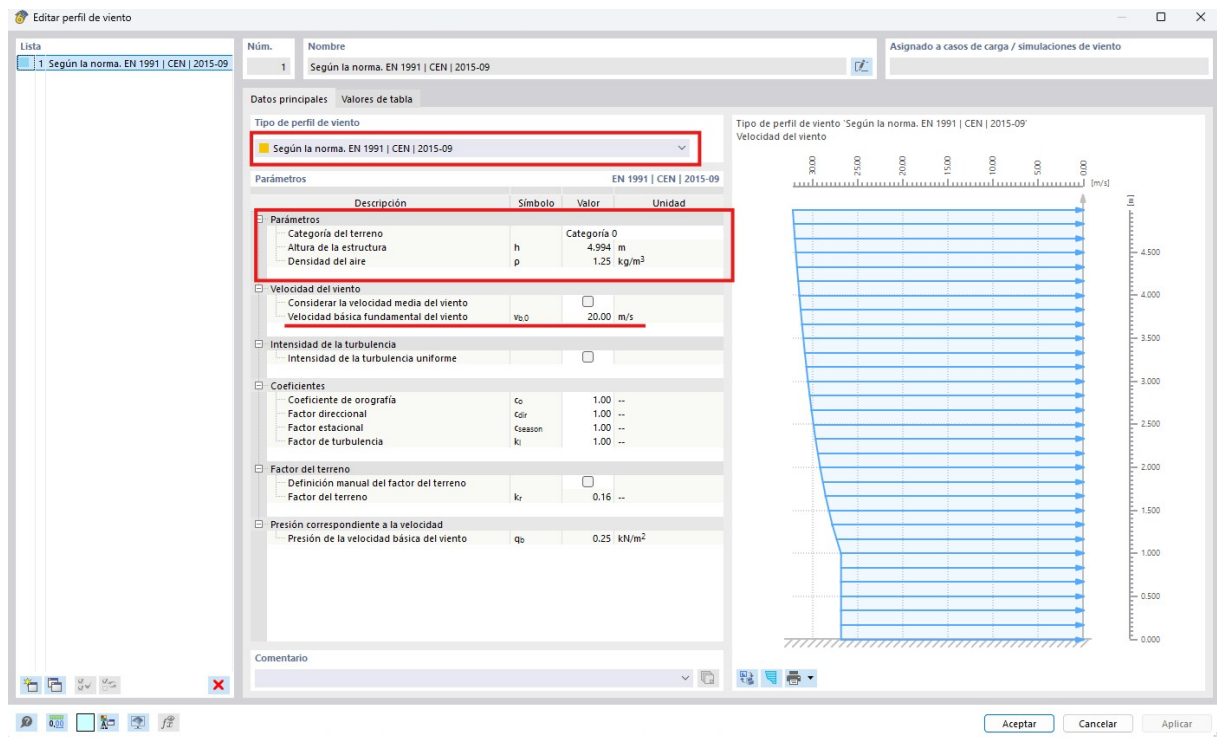 Editar perfil de viento
Lista
1 Según la norma. EN 1991 | CEN | 2015-09
Núm.
1
Nombre
Según la norma. EN 1991 | CEN | 2015-09
Asignado a casos de carga / simulaciones de viento
Datos principales Valores de tabla
Tipo de perfil de viento
Según la norma. EN 1991 | CEN | 2015-09
Parámetros EN 1991 | CEN | 2015-09
Descripción Símbolo Valor Unidad
Parámetros
Categoría del terreno Categoría 0
Altura de la estructura h 4.994 m
Densidad del aire ρ 1.25 kg/m³
Velocidad del viento
Considerar la velocidad media del viento
Velocidad básica fundamental del viento vb,0 20.00 m/s
Intensidad de la turbulencia
Intensidad de la turbulencia uniforme
Coeficientes
Coeficiente de orografía co 1.00 --
Factor direccional cdir 1.00 --
Factor estacional cseason 1.00 --
Factor de turbulencia kI 1.00 --
Factor del terreno
Definición manual del factor del terreno
Factor del terreno kr 0.16 --
Presión correspondiente a la velocidad
Presión de la velocidad básica del viento qb 0.25 kN/m²
Comentario
Tipo de perfil de viento 'Según la norma. EN 1991 | CEN | 2015-09'
Velocidad del viento
30.00 25.00 20.00 15.00 10.00 5.00 0.00
[m/s]
[m]
4.500
4.000
3.500
3.000
2.500
2.000
1.500
1.000
0.500
0.000
0,00
Aceptar Cancelar Aplicar